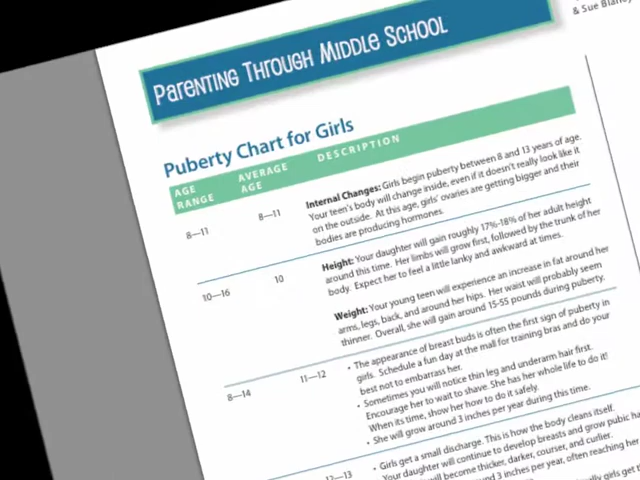 & Sue
Parenting Through Middle School
Puberty Chart for Girls
AGE RANGE AVERAGE AGE DESCRIPTION
8—11 8—11 Internal Changes: Girls begin puberty between 8 and 13 years of age.
Your teen's body will change inside, even if it doesn't really look like it
on the outside. At this age, girls' ovaries are getting bigger and their
bodies are producing hormones.
10—16 10 Height: Your daughter will gain roughly 17%-18% of her adult height
around this time. Her limbs will grow first, followed by the trunk of her
body. Expect her to feel a little lanky and awkward at times.
Weight: Your young teen will experience an increase in fat around her
arms, legs, back, and around her hips. Her waist will probably seem
thinner. Overall, she will gain around 15-55 pounds during puberty.
8—14 11—12 • The appearance of breast buds is often the first sign of puberty in
girls. Schedule a fun day at the mall for training bras and do your
best not to embarrass her.
• Sometimes you will notice thin leg and underarm hair first.
Encourage her to wait to shave. She has her whole life to do it!
When its time, show her how to do it safely.
• She will grow around 3 inches per year during this time.
12—13 • Girls get a small discharge. This is how the body cleans itself.
Your daughter will continue to develop breasts and grow pubic
will become thicker, darker, course, and curlier.
3 inches per year, often reaching her
girls get